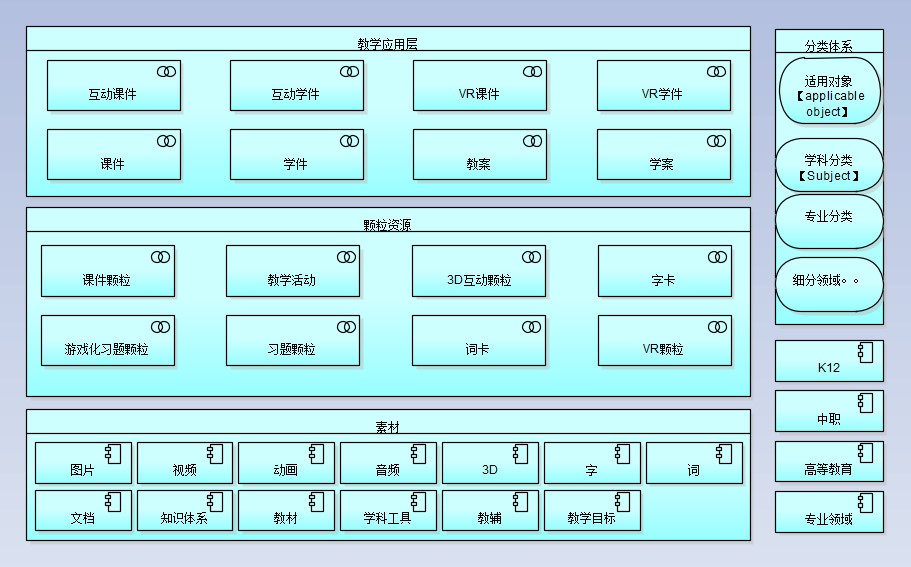 教学应用层
互动课件
互动学件
VR课件
VR学件
课件
学件
教案
学案
颗粒资源
课件颗粒
教学活动
3D互动颗粒
字卡
游戏化习题颗粒
习题颗粒
词卡
VR颗粒
素材
图片
视频
动画
音频
3D
字
词
文档
知识体系
教材
学科工具
教辅
教学目标
分类体系
适用对象
【applicable
object】
学科分类
【Subject】
专业分类
细分领域。。
K12
中职
高等教育
专业领域